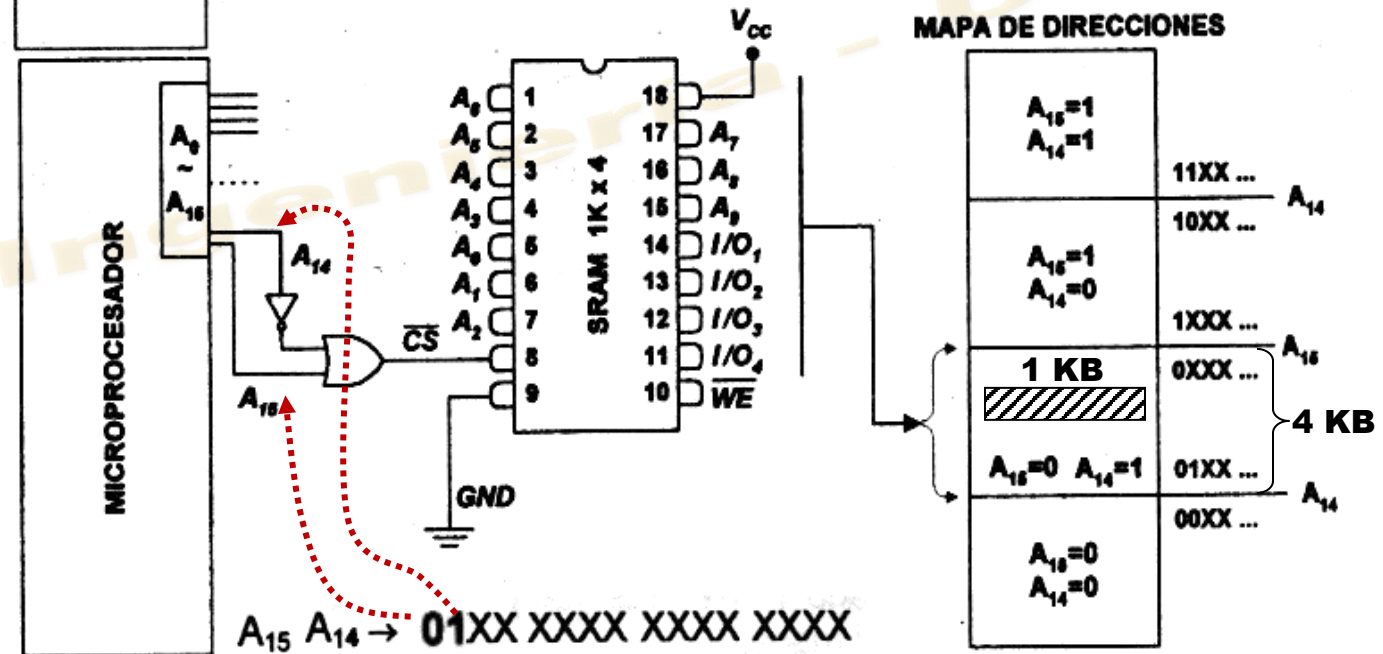 MICROPROCESADOR
A₀
~
A₁₅
A₁₄
A₁₅
C̅S̅
V_CC
SRAM 1K x 4
A₆ 1
A₅ 2
A₄ 3
A₃ 4
A₀ 5
A₁ 6
A₂ 7
8
9
18
17 A₇
16 A₈
15 A₉
14 I/O₁
13 I/O₂
12 I/O₃
11 I/O₄
10 W̅E̅
GND
MAPA DE DIRECCIONES
A₁₅=1
A₁₄=1
11XX ...
A₁₄
10XX ...
A₁₅=1
A₁₄=0
1XXX ...
A₁₅
0XXX ...
1 KB
4 KB
A₁₅=0 A₁₄=1
01XX ...
A₁₄
00XX ...
A₁₅=0
A₁₄=0
A₁₅ A₁₄→ 01XX XXXX XXXX XXXX
Ingenieria -